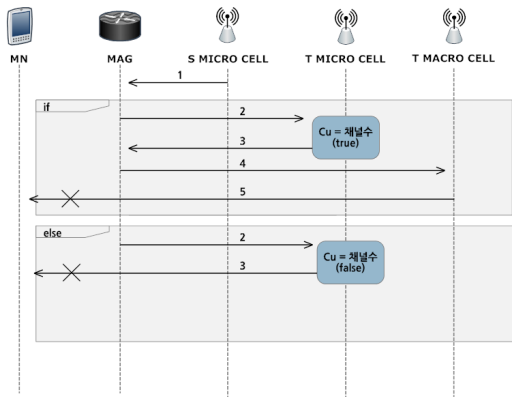 MN MAG S MICRO CELL T MICRO CELL T MACRO CELL
1
if
2
Cu = 채널수
(true)
3
4
5
else
2
Cu = 채널수
(false)
3